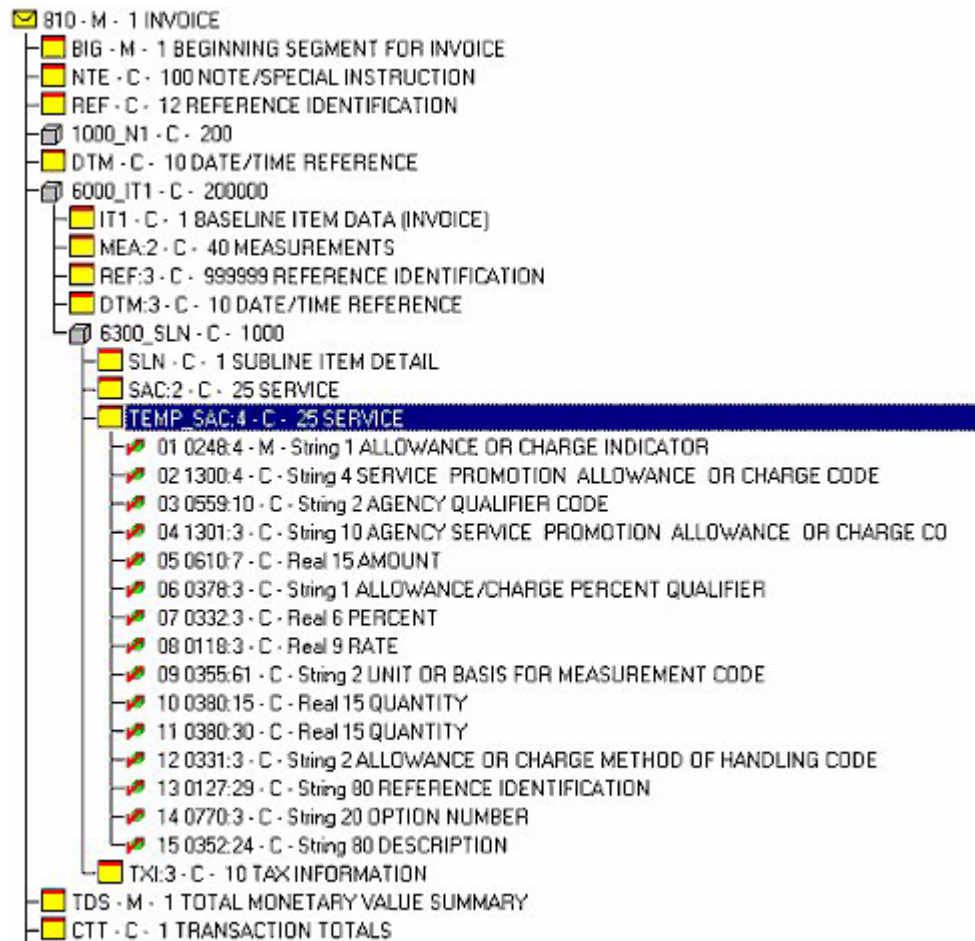 810 - M - 1 INVOICE
BIG - M - 1 BEGINNING SEGMENT FOR INVOICE
NTE - C - 100 NOTE/SPECIAL INSTRUCTION
REF - C - 12 REFERENCE IDENTIFICATION
1000_N1 - C - 200
DTM - C - 10 DATE/TIME REFERENCE
6000_IT1 - C - 200000
IT1 - C - 1 BASELINE ITEM DATA (INVOICE)
MEA:2 - C - 40 MEASUREMENTS
REF:3 - C - 999999 REFERENCE IDENTIFICATION
DTM:3 - C - 10 DATE/TIME REFERENCE
6300_SLN - C - 1000
SLN - C - 1 SUBLINE ITEM DETAIL
SAC:2 - C - 25 SERVICE
TEMP_SAC:4 - C - 25 SERVICE
01 0248:4 - M - String 1 ALLOWANCE OR CHARGE INDICATOR
02 1300:4 - C - String 4 SERVICE PROMOTION ALLOWANCE OR CHARGE CODE
03 0559:10 - C - String 2 AGENCY QUALIFIER CODE
04 1301:3 - C - String 10 AGENCY SERVICE PROMOTION ALLOWANCE OR CHARGE CO
05 0610:7 - C - Real 15 AMOUNT
06 0378:3 - C - String 1 ALLOWANCE/CHARGE PERCENT QUALIFIER
07 0332:3 - C - Real 6 PERCENT
08 0118:3 - C - Real 9 RATE
09 0355:61 - C - String 2 UNIT OR BASIS FOR MEASUREMENT CODE
10 0380:15 - C - Real 15 QUANTITY
11 0380:30 - C - Real 15 QUANTITY
12 0331:3 - C - String 2 ALLOWANCE OR CHARGE METHOD OF HANDLING CODE
13 0127:29 - C - String 80 REFERENCE IDENTIFICATION
14 0770:3 - C - String 20 OPTION NUMBER
15 0352:24 - C - String 80 DESCRIPTION
TXI:3 - C - 10 TAX INFORMATION
TDS - M - 1 TOTAL MONETARY VALUE SUMMARY
CTT - C - 1 TRANSACTION TOTALS